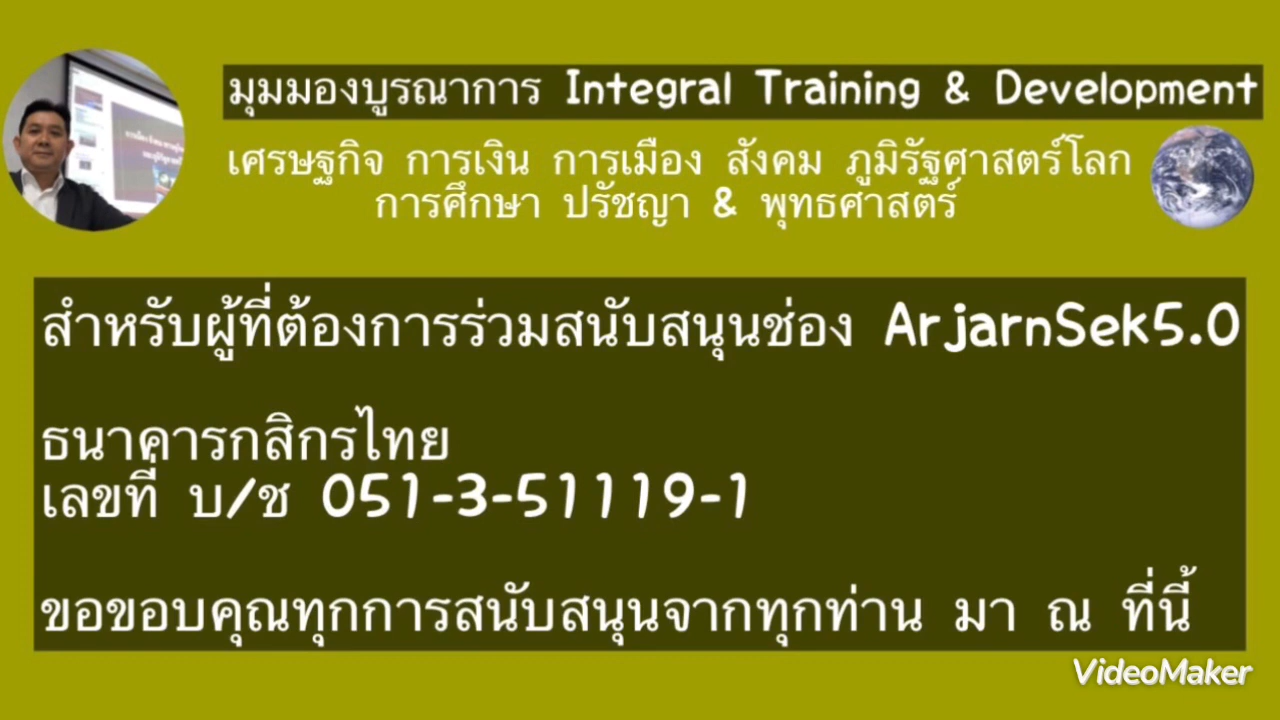 มุมมองบูรณาการ Integral Training & Development
เศรษฐกิจ การเงิน การเมือง สังคม ภูมิรัฐศาสตร์โลก
การศึกษา ปรัชญา & พุทธศาสตร์
สำหรับผู้ที่ต้องการร่วมสนับสนุนช่อง ArjarnSek5.0
ธนาคารกสิกรไทย
เลขที่ บ/ช 051-3-51119-1
ขอขอบคุณทุกการสนับสนุนจากทุกท่าน มา ณ ที่นี้
VideoMaker